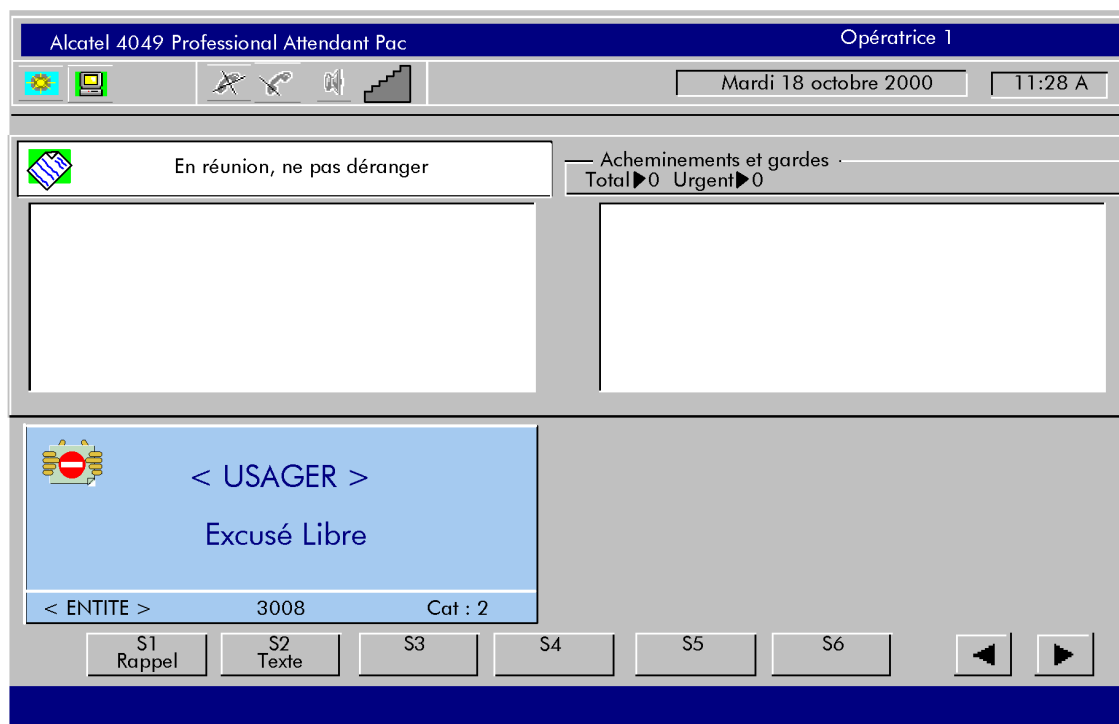 Alcatel 4049 Professional Attendant Pac
Opératrice 1
Mardi 18 octobre 2000
11:28 A
En réunion, ne pas déranger
Acheminements et gardes
Total▶0 Urgent▶0
< USAGER >
Excusé Libre
< ENTITE > 3008 Cat : 2
S1 S2 S3 S4 S5 S6
Rappel Texte